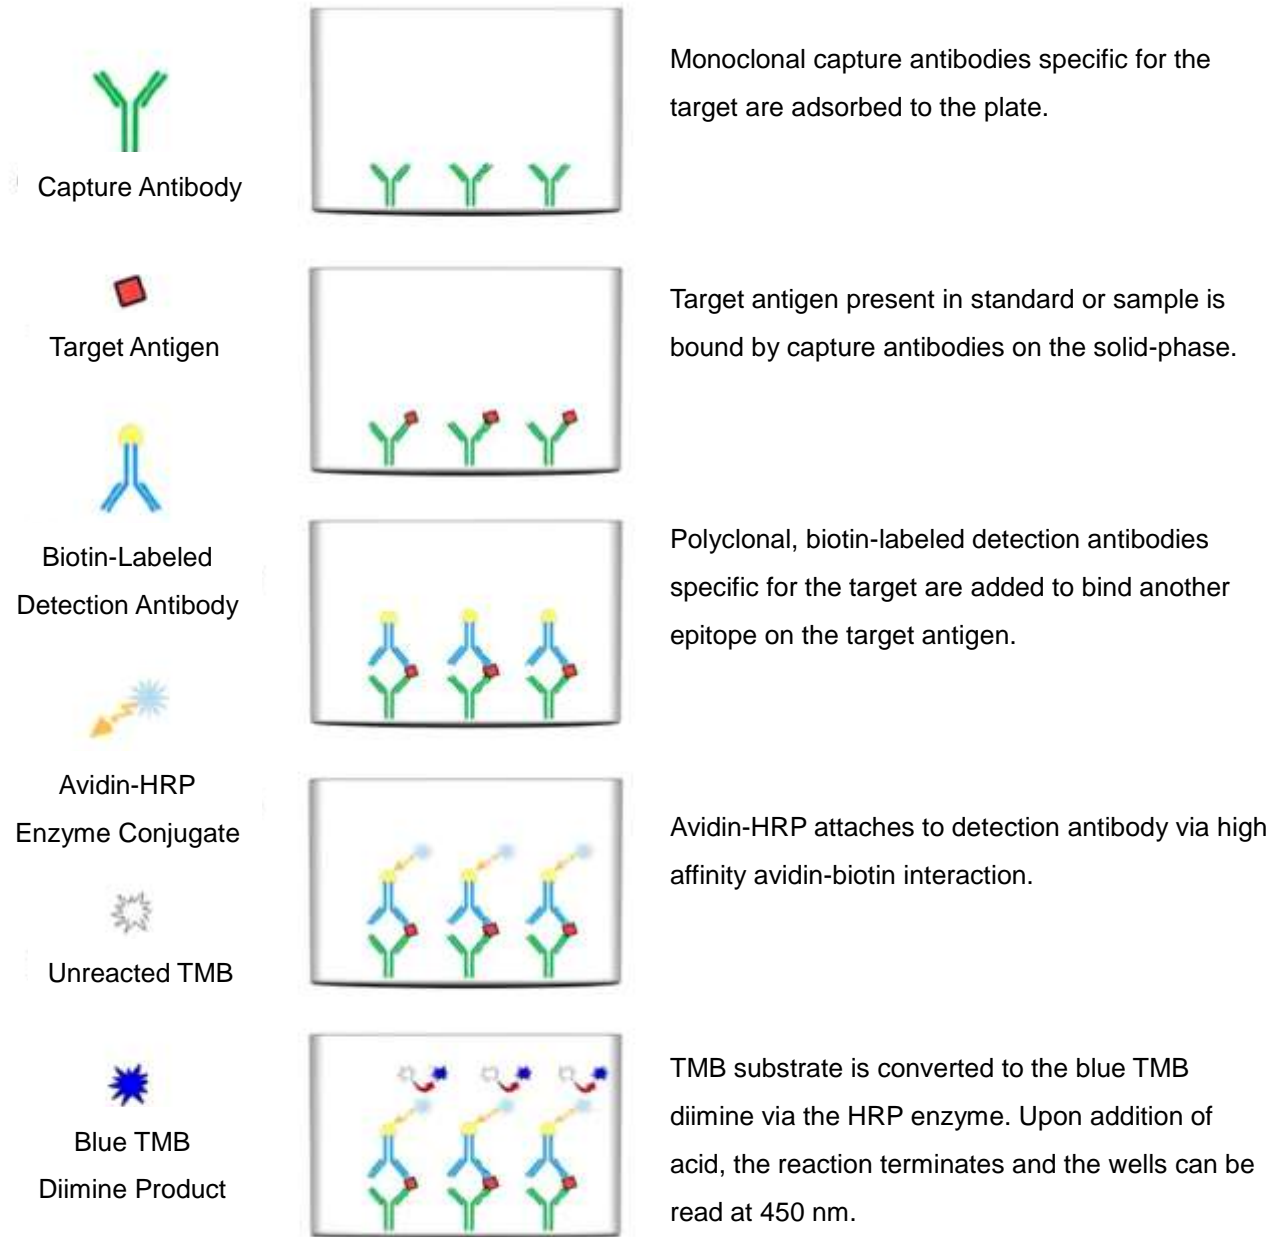 Capture Antibody
Target Antigen
Biotin-Labeled
Detection Antibody
Avidin-HRP
Enzyme Conjugate
Unreacted TMB
Blue TMB
Diimine Product
Monoclonal capture antibodies specific for the
target are adsorbed to the plate.
Target antigen present in standard or sample is
bound by capture antibodies on the solid-phase.
Polyclonal, biotin-labeled detection antibodies
specific for the target are added to bind another
epitope on the target antigen.
Avidin-HRP attaches to detection antibody via high
affinity avidin-biotin interaction.
TMB substrate is converted to the blue TMB
diimine via the HRP enzyme. Upon addition of
acid, the reaction terminates and the wells can be
read at 450 nm.